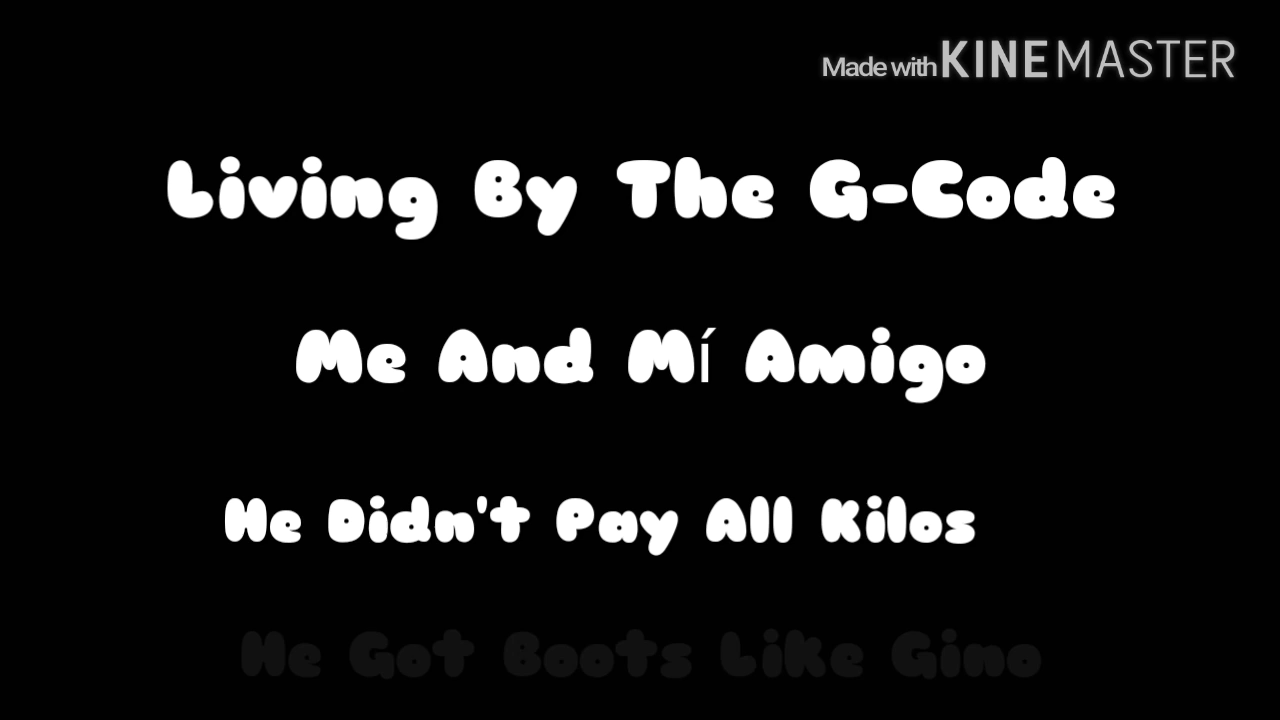 Made with KINEMASTER
Living By The G-Code
Me And Mí Amigo
He Didn't Pay All Kilos
He Got Boots Like Gino